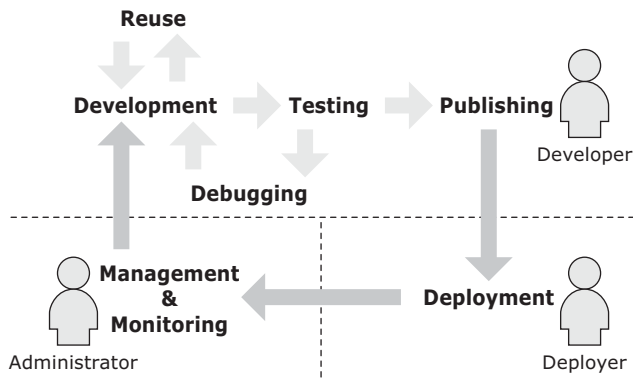 Reuse
Development
Testing
Publishing
Developer
Debugging
Management
&
Monitoring
Deployment
Administrator
Deployer